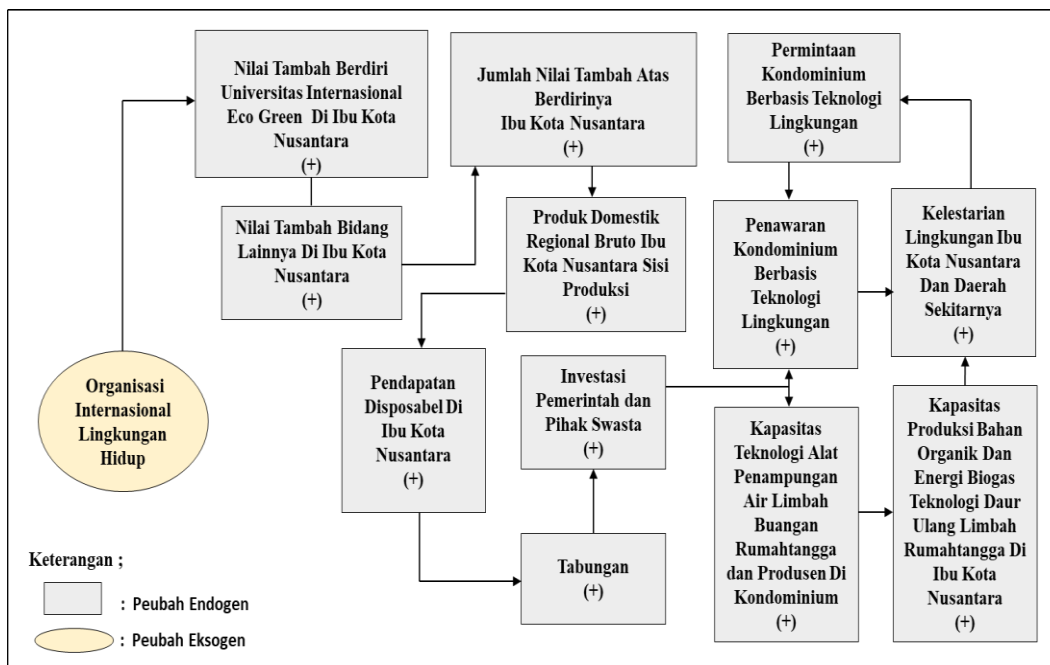 Nilai Tambah Berdiri
Universitas Internasional
Eco Green Di Ibu Kota
Nusantara
(+)
Nilai Tambah Bidang
Lainnya Di Ibu Kota
Nusantara
(+)
Organisasi
Internasional
Lingkungan
Hidup
Jumlah Nilai Tambah Atas
Berdirinya
Ibu Kota Nusantara
(+)
Produk Domestik
Regional Bruto Ibu
Kota Nusantara Sisi
Produksi
(+)
Pendapatan
Disposabel Di
Ibu Kota
Nusantara
(+)
Investasi
Pemerintah dan
Pihak Swasta
(+)
Tabungan
(+)
Permintaan
Kondominium
Berbasis Teknologi
Lingkungan
(+)
Penawaran
Kondominium
Berbasis
Teknologi
Lingkungan
(+)
Kelestarian
Lingkungan Ibu
Kota Nusantara
Dan Daerah
Sekitarnya
(+)
Kapasitas
Teknologi Alat
Penampungan
Air Limbah
Buangan
Rumahtangga
dan Produsen Di
Kondominium
(+)
Kapasitas
Produksi Bahan
Organik Dan
Energi Biogas
Teknologi Daur
Ulang Limbah
Rumahtangga Di
Ibu Kota
Nusantara
(+)
Keterangan ;
: Peubah Endogen
: Peubah Eksogen